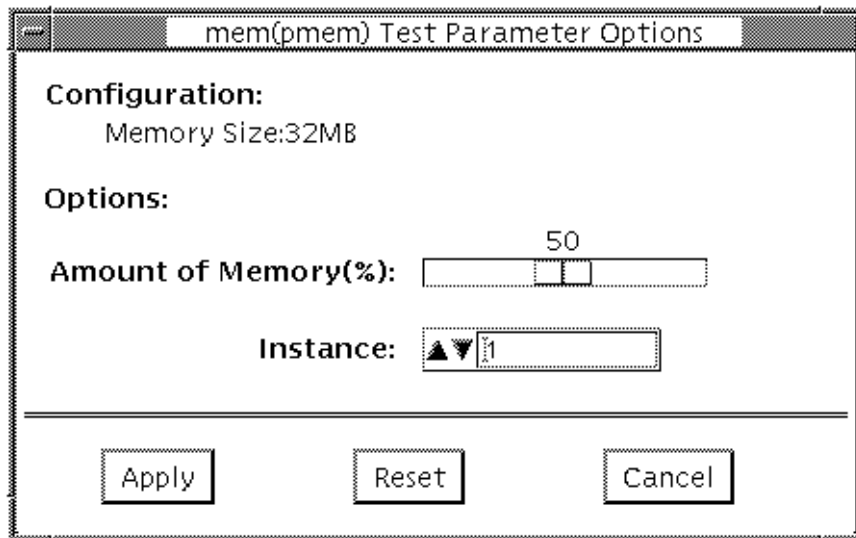 mem(pmem) Test Parameter Options
Configuration:
Memory Size:32MB
Options:
50
Amount of Memory(%):
Instance: 1
Apply Reset Cancel